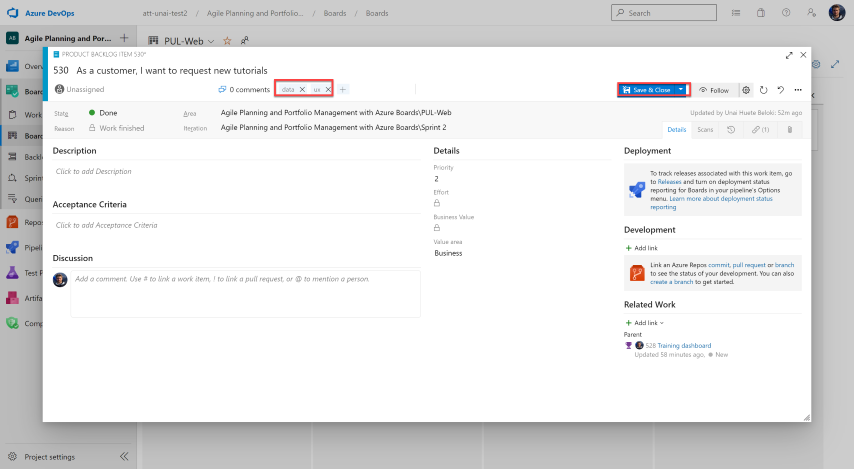 Azure DevOps
att-unai-test2 / Agile Planning and Portfolio... / Boards / Boards
Search
AB Agile Planning and Portfo...
PUL-Web
Overv
Board
Work
Board
Backl
Sprin
Queri
Repos
Pipeli
Test P
Artifa
Comp
Project settings
PRODUCT BACKLOG ITEM 530*
530 As a customer, I want to request new tutorials
Unassigned
0 comments
data
ux
Save & Close
Follow
State
Done
Area
Agile Planning and Portfolio Management with Azure Boards\PUL-Web
Updated by Unai Huete Beloki: 52m ago
Reason
Work finished
Iteration
Agile Planning and Portfolio Management with Azure Boards\Sprint 2
Details
Scans
(1)
Description
Click to add Description
Acceptance Criteria
Click to add Acceptance Criteria
Discussion
Add a comment. Use # to link a work item, ! to link a pull request, or @ to mention a person.
Details
Priority
2
Effort
Business Value
Value area
Business
Deployment
To track releases associated with this work item, go
to Releases and turn on deployment status
reporting for Boards in your pipeline's Options
menu. Learn more about deployment status
reporting
Development
Add link
Link an Azure Repos commit, pull request or branch
to see the status of your development. You can also
create a branch to get started.
Related Work
Add link
Parent
528 Training dashboard
Updated 58 minutes ago, New